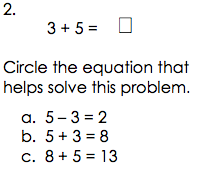 2.
3 + 5 = □
Circle the equation that
helps solve this problem.
a. 5 – 3 = 2
b. 5 + 3 = 8
c. 8 + 5 = 13